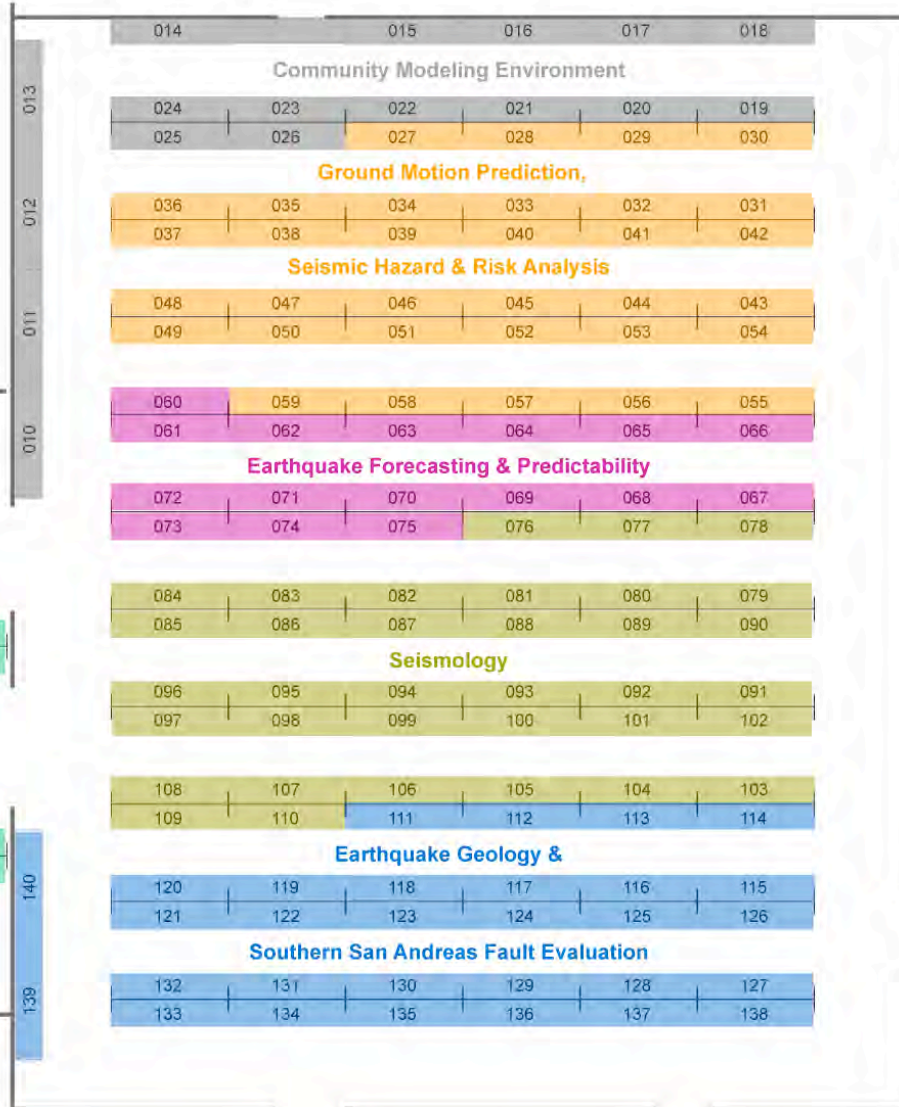 014 015 016 017 018
Community Modeling Environment
013
024 023 022 021 020 019
025 026 027 028 029 030
Ground Motion Prediction,
012
036 035 034 033 032 031
037 038 039 040 041 042
Seismic Hazard & Risk Analysis
011
048 047 046 045 044 043
049 050 051 052 053 054
010
060 059 058 057 056 055
061 062 063 064 065 066
Earthquake Forecasting & Predictability
072 071 070 069 068 067
073 074 075 076 077 078
084 083 082 081 080 079
085 086 087 088 089 090
Seismology
096 095 094 093 092 091
097 098 099 100 101 102
108 107 106 105 104 103
109 110 111 112 113 114
Earthquake Geology &
140
120 119 118 117 116 115
121 122 123 124 125 126
Southern San Andreas Fault Evaluation
139
132 131 130 129 128 127
133 134 135 136 137 138